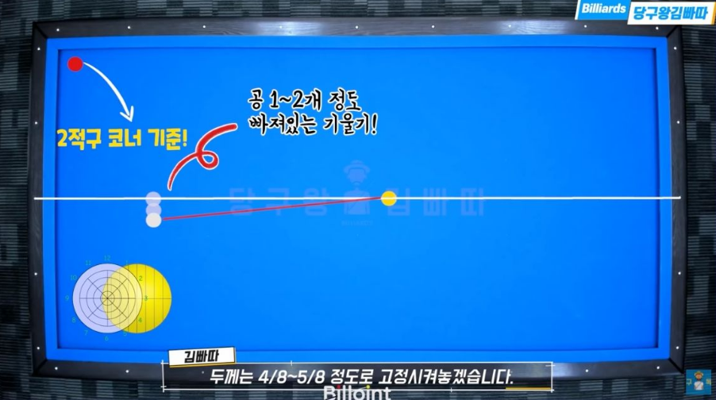 Billiards 당구왕김빠따
공 1~2개 정도
빠져있는 기울기!
2적구 코너 기준!
당구왕 김빠따
김빠따
두께는 4/8~5/8 정도로 고정시켜놓겠습니다.
Billoint